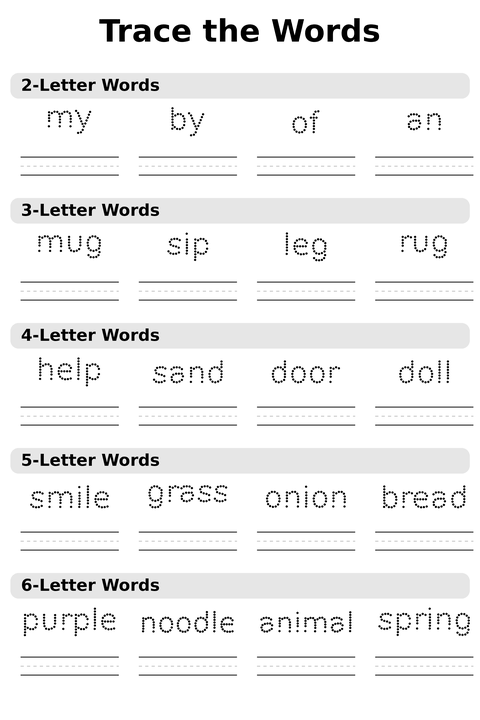 Trace the Words
2-Letter Words
my by of an
3-Letter Words
mug sip leg rug
4-Letter Words
help sand door doll
5-Letter Words
smile grass onion bread
6-Letter Words
purple noodle animal spring